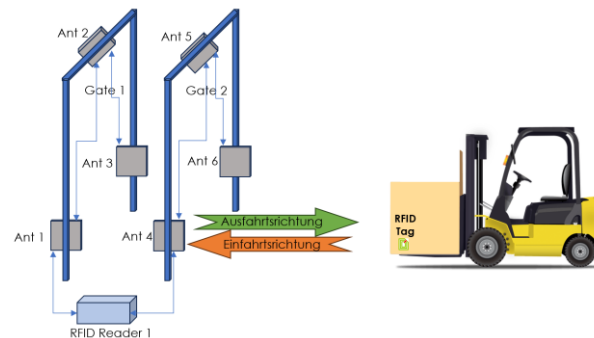 Ant 2
Ant 5
Gate 1
Gate 2
Ant 3
Ant 6
RFID
Tag
Ausfahrtsrichtung
Ant 1
Ant 4
Einfahrtsrichtung
RFID Reader 1